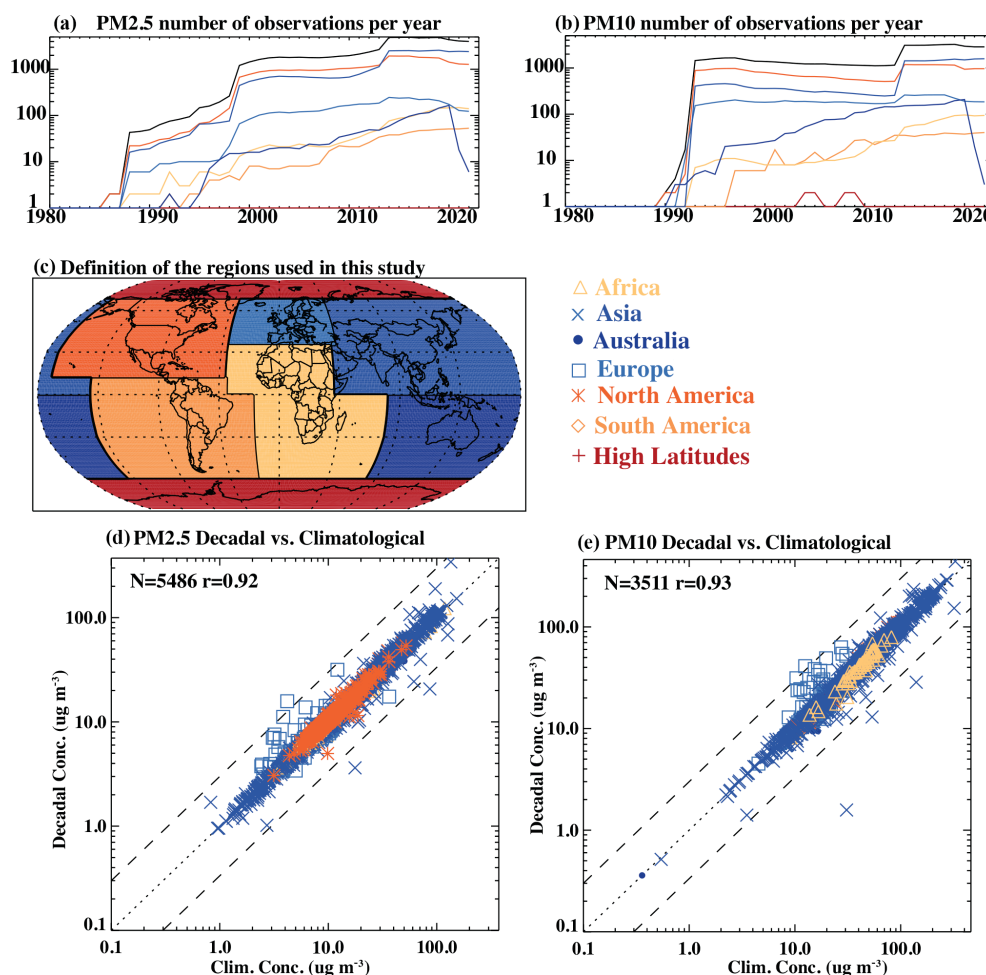 (a) PM2.5 number of observations per year
1000
100
10
1
1980 1990 2000 2010 2020
(b) PM10 number of observations per year
1000
100
10
1
1980 1990 2000 2010 2020
(c) Definition of the regions used in this study
Africa
Asia
Australia
Europe
North America
South America
High Latitudes
(d) PM2.5 Decadal vs. Climatological
N=5486 r=0.92
Decadal Conc. (ug m-3)
100.0
10.0
1.0
0.1
0.1 1.0 10.0 100.0
Clim. Conc. (ug m-3)
(e) PM10 Decadal vs. Climatological
N=3511 r=0.93
Decadal Conc. (ug m-3)
100.0
10.0
1.0
0.1
0.1 1.0 10.0 100.0
Clim. Conc. (ug m-3)